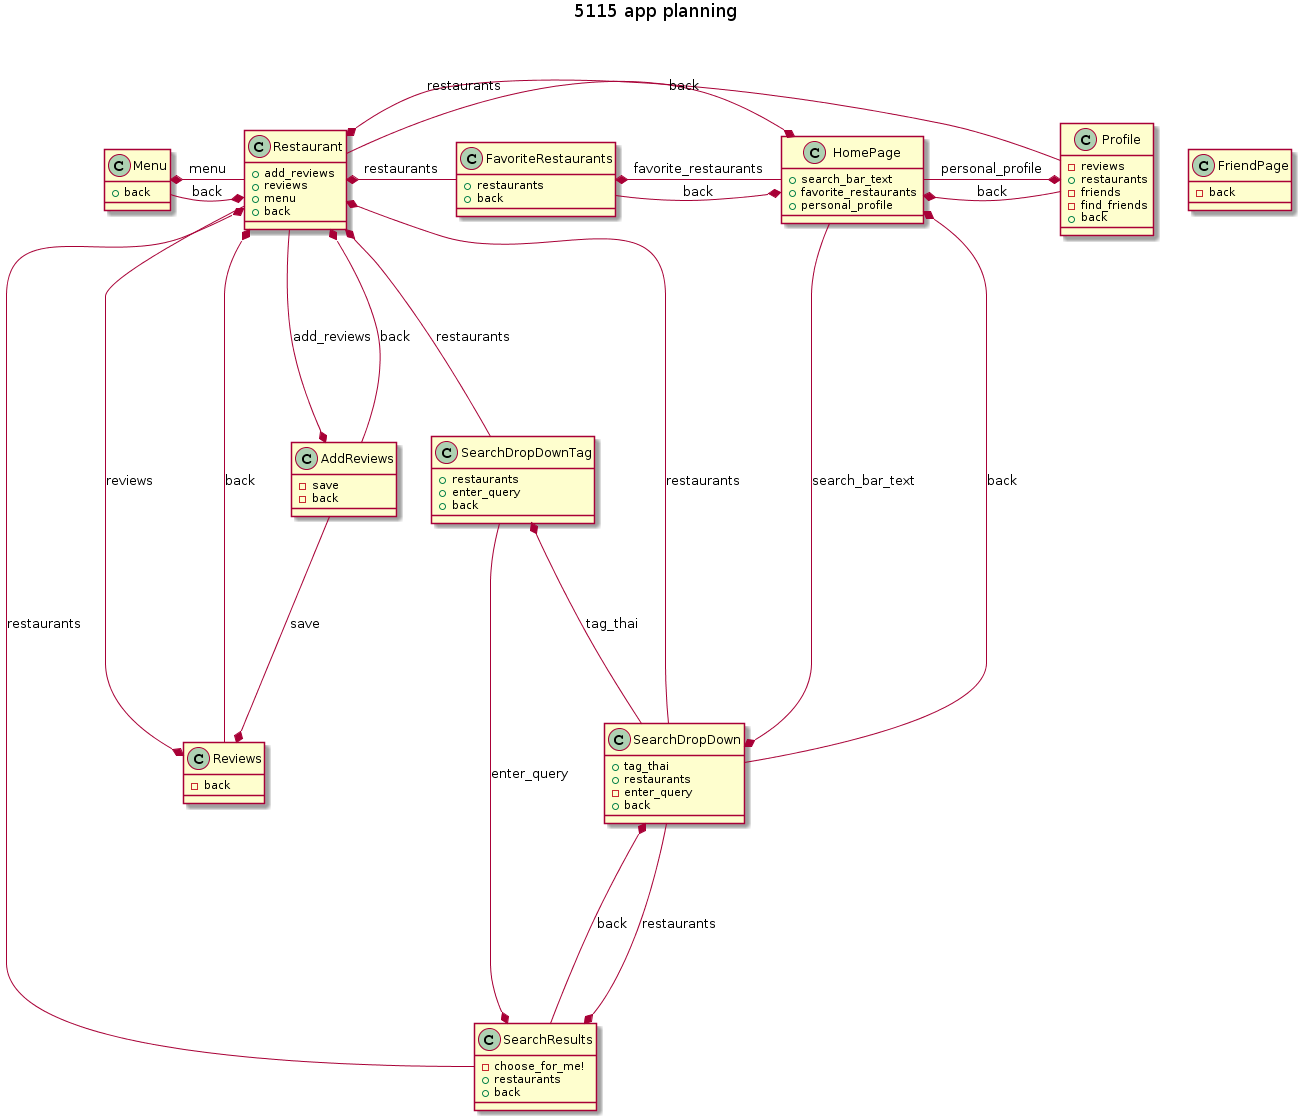 5115 app planning
restaurants
back
C Restaurant
add_reviews
reviews
menu
back
C Menu
back
menu
back
restaurants
C FavoriteRestaurants
restaurants
back
favorite_restaurants
back
C HomePage
search_bar_text
favorite_restaurants
personal_profile
personal_profile
back
C Profile
reviews
restaurants
friends
find_friends
back
C FriendPage
back
add_reviews
back
restaurants
C AddReviews
save
back
C SearchDropDownTag
restaurants
enter_query
back
reviews
back
restaurants
search_bar_text
back
restaurants
save
tag_thai
C Reviews
back
enter_query
C SearchDropDown
tag_thai
restaurants
enter_query
back
back
restaurants
C SearchResults
choose_for_me!
restaurants
back